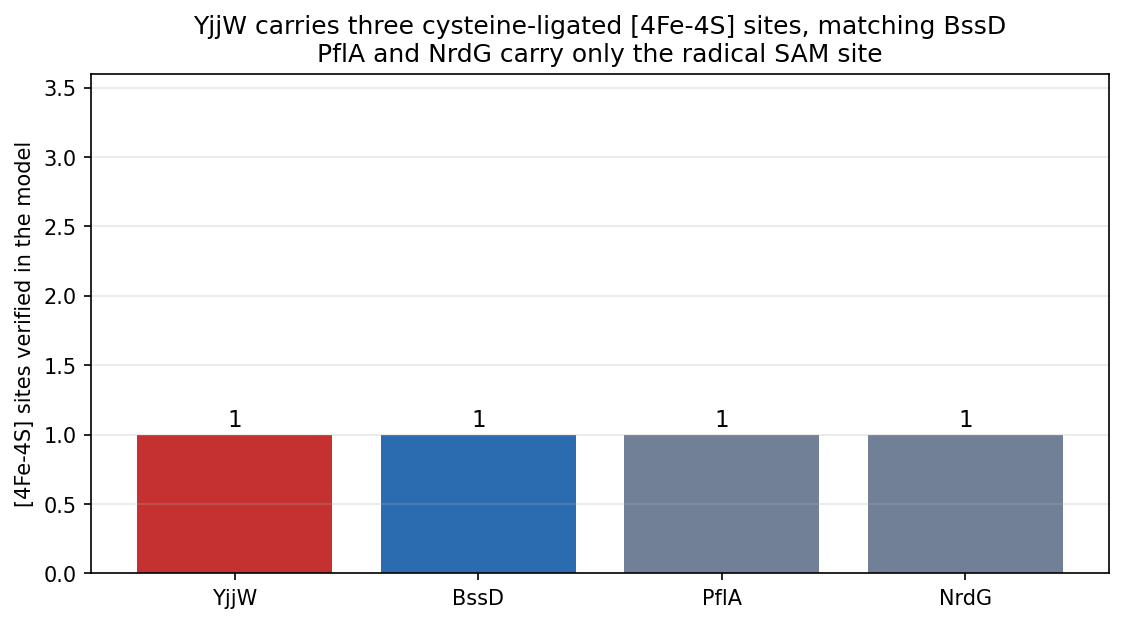 YjjW carries three cysteine-ligated [4Fe-4S] sites, matching BssD
PflA and NrdG carry only the radical SAM site
[4Fe-4S] sites verified in the model
3.5
3.0
2.5
2.0
1.5
1.0
0.5
0.0
1
1
1
1
YjjW
BssD
PflA
NrdG